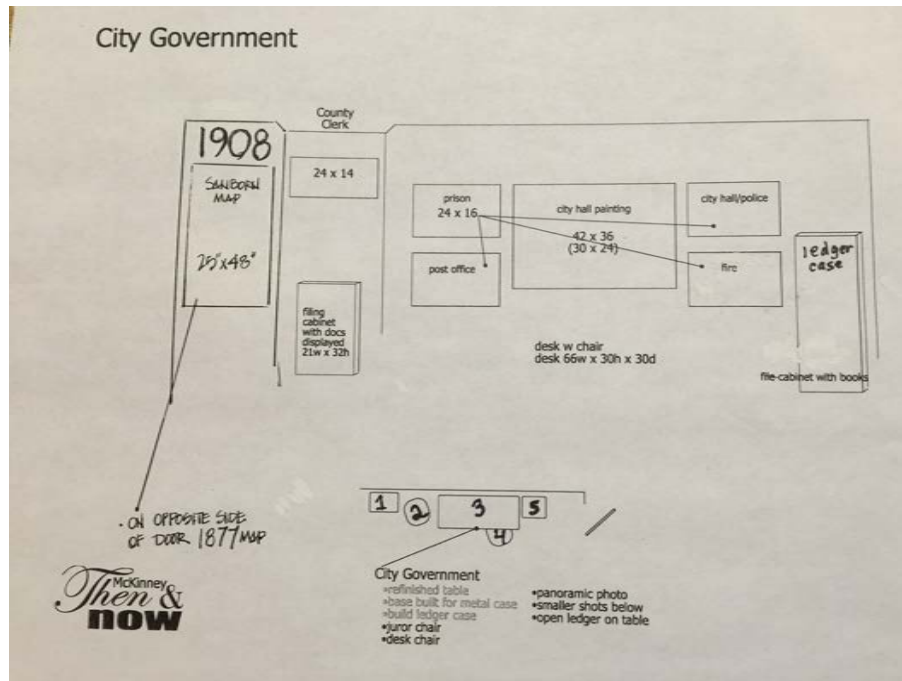 City Government
County
Clerk
1908
SANBORN
MAP
25"x48"
24 x 14
filing
cabinet
with docs
displayed
21w x 32h
prison
24 x 16
post office
city hall painting
42 x 36
(30 x 24)
city hall/police
fire
ledger
case
desk w chair
desk 66w x 30h x 30d
file cabinet with books
• ON OPPOSITE SIDE
OF DOOR 1877 MAP
1 2 3 4 5
City Government
•refinished table
•base built for metal case
•build ledger case
•juror chair
•desk chair
•panoramic photo
•smaller shots below
•open ledger on table
McKinney
Then &
now